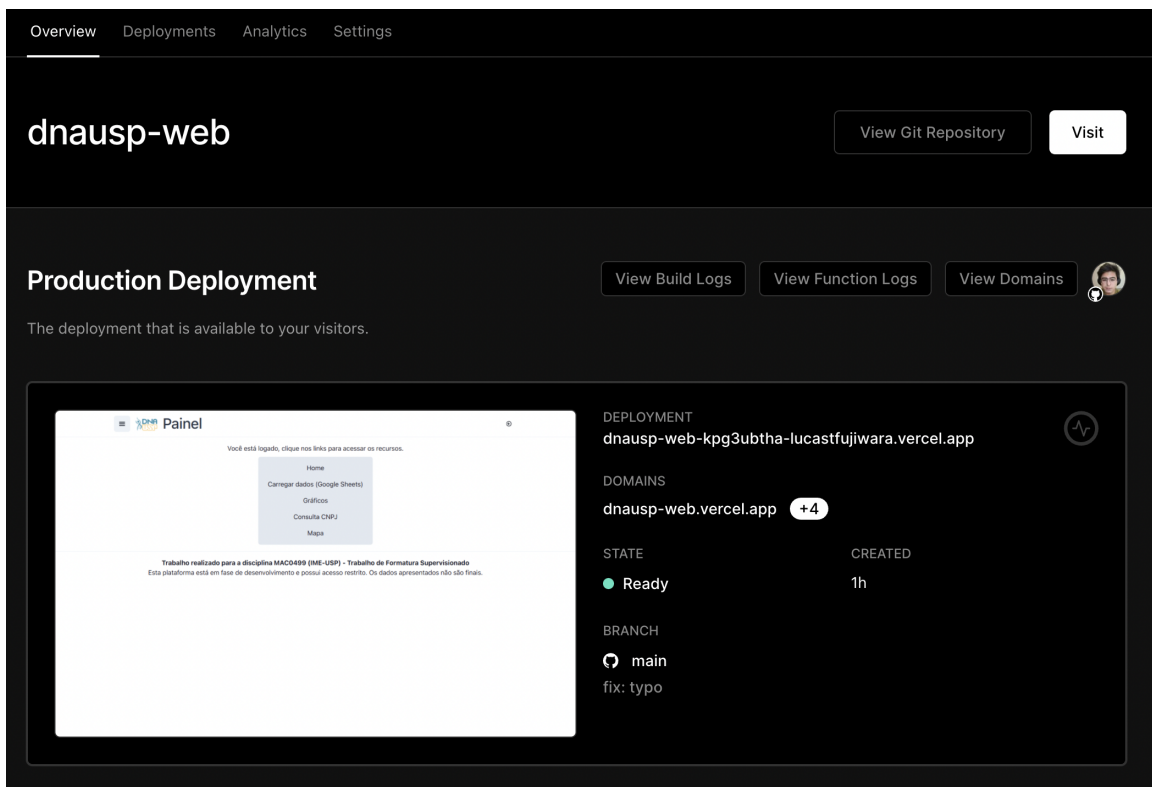 Overview Deployments Analytics Settings
dnausp-web
View Git Repository Visit
Production Deployment
View Build Logs View Function Logs View Domains
The deployment that is available to your visitors.
DNA Painel
Você está logado, clique nos links para acessar os recursos.
Home
Carregar dados (Google Sheets)
Gráficos
Consulta CNPJ
Mapa
Trabalho realizado para a disciplina MAC0499 (IME-USP) - Trabalho de Formatura Supervisionado
Esta plataforma está em fase de desenvolvimento e possui acesso restrito. Os dados apresentados não são finais.
DEPLOYMENT
dnausp-web-kpg3ubtha-lucastfujiwara.vercel.app
DOMAINS
dnausp-web.vercel.app +4
STATE CREATED
Ready 1h
BRANCH
main
fix: typo